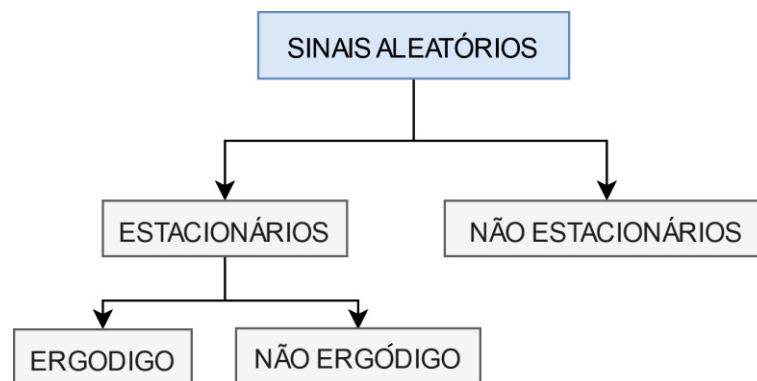 SINAIS ALEATÓRIOS
ESTACIONÁRIOS
NÃO ESTACIONÁRIOS
ERGODIGO
NÃO ERGÓDIGO